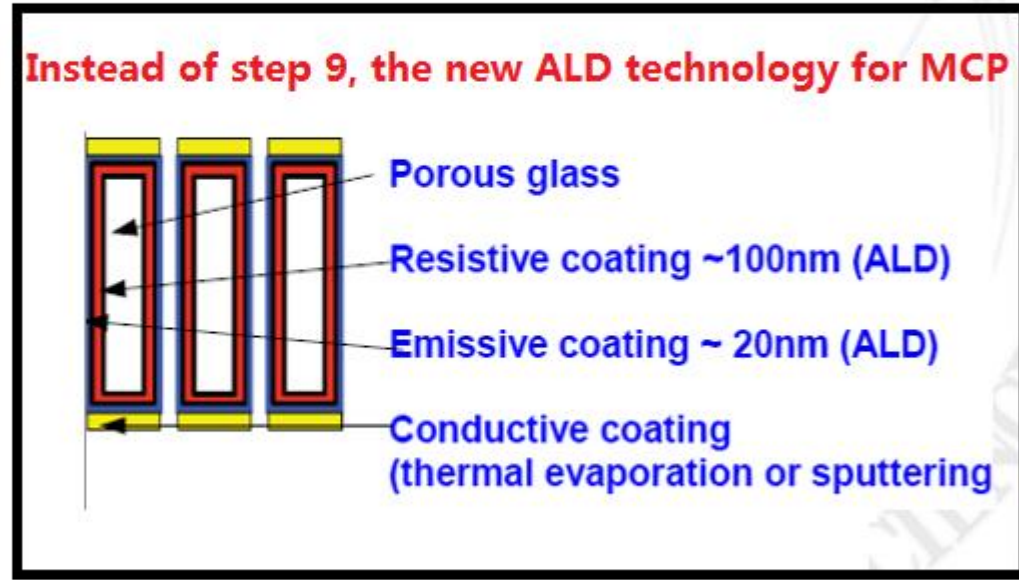 Instead of step 9, the new ALD technology for MCP
Porous glass
Resistive coating ~100nm (ALD)
Emissive coating ~ 20nm (ALD)
Conductive coating
(thermal evaporation or sputtering